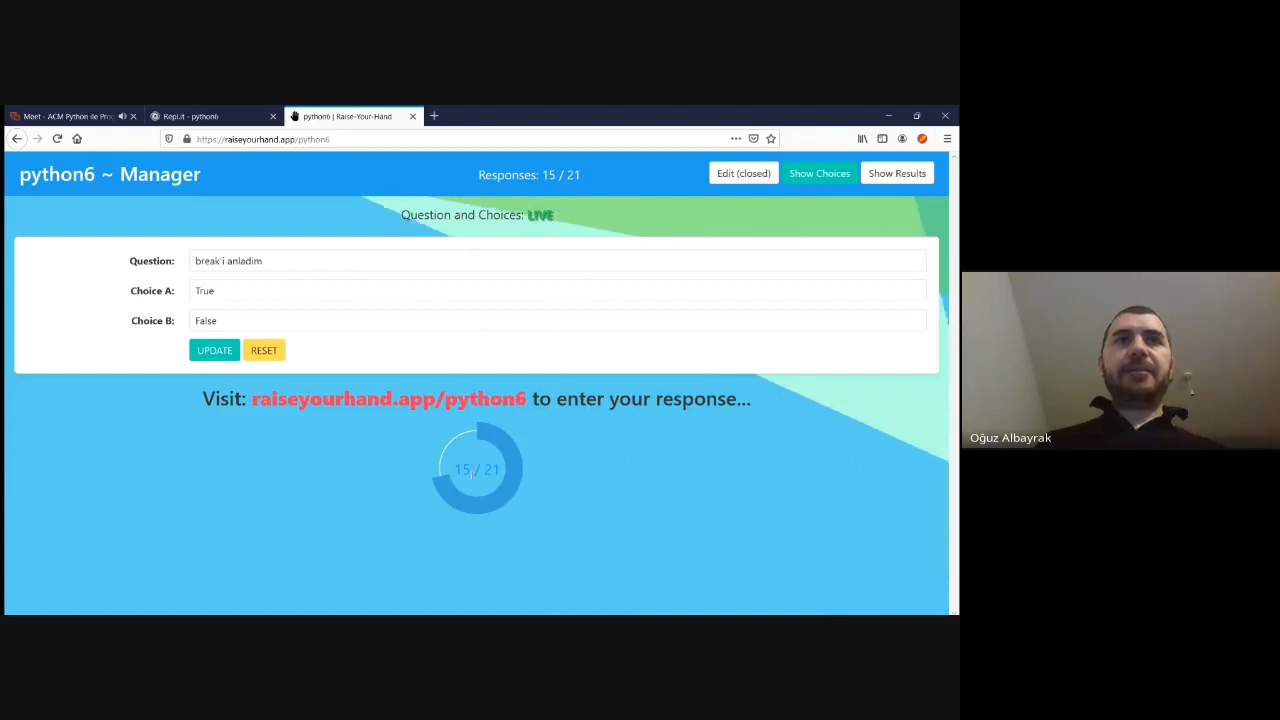 Meet - ACM Python ile Prog
Repl.it - python6
python6 | Raise-Your-Hand
https://raiseyourhand.app/python6
python6 ~ Manager
Responses: 15 / 21
Edit (closed)
Show Choices
Show Results
Question and Choices: LIVE
Question:
break'i anladim
Choice A:
True
Choice B:
False
UPDATE
RESET
Visit: raiseyourhand.app/python6 to enter your response...
15 / 21
Oğuz Albayrak